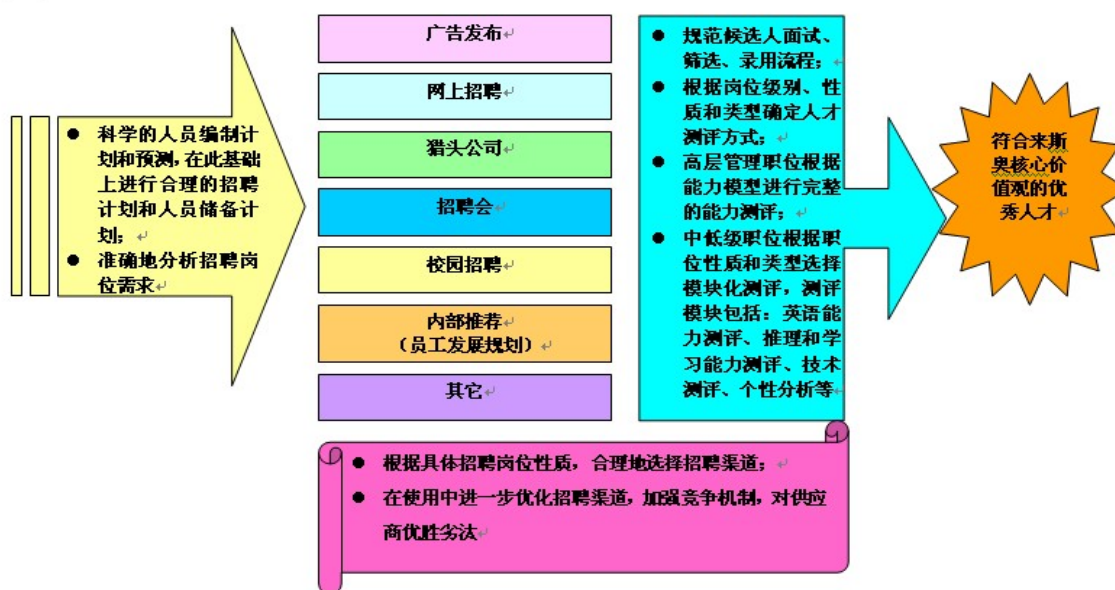 ● 科学的人员编制计
划和预测,在此基础
上进行合理的招聘
计划和人员储备计
划；
● 准确地分析招聘岗
位需求
广告发布
网上招聘
猎头公司
招聘会
校园招聘
内部推荐
（员工发展规划）
其它
● 规范候选人面试、
筛选、录用流程；
● 根据岗位级别、性
质和类型确定人才
测评方式；
● 高层管理职位根据
能力模型进行完整
的能力测评；
● 中低级职位根据职
位性质和类型选择
模块化测评，测评
模块包括：英语能
力测评、推理和学
习能力测评、技术
测评、个性分析等
符合来斯
奥核心价
值观的优
秀人才
● 根据具体招聘岗位性质，合理地选择招聘渠道；
● 在使用中进一步优化招聘渠道，加强竞争机制，对供应
商优胜劣汰